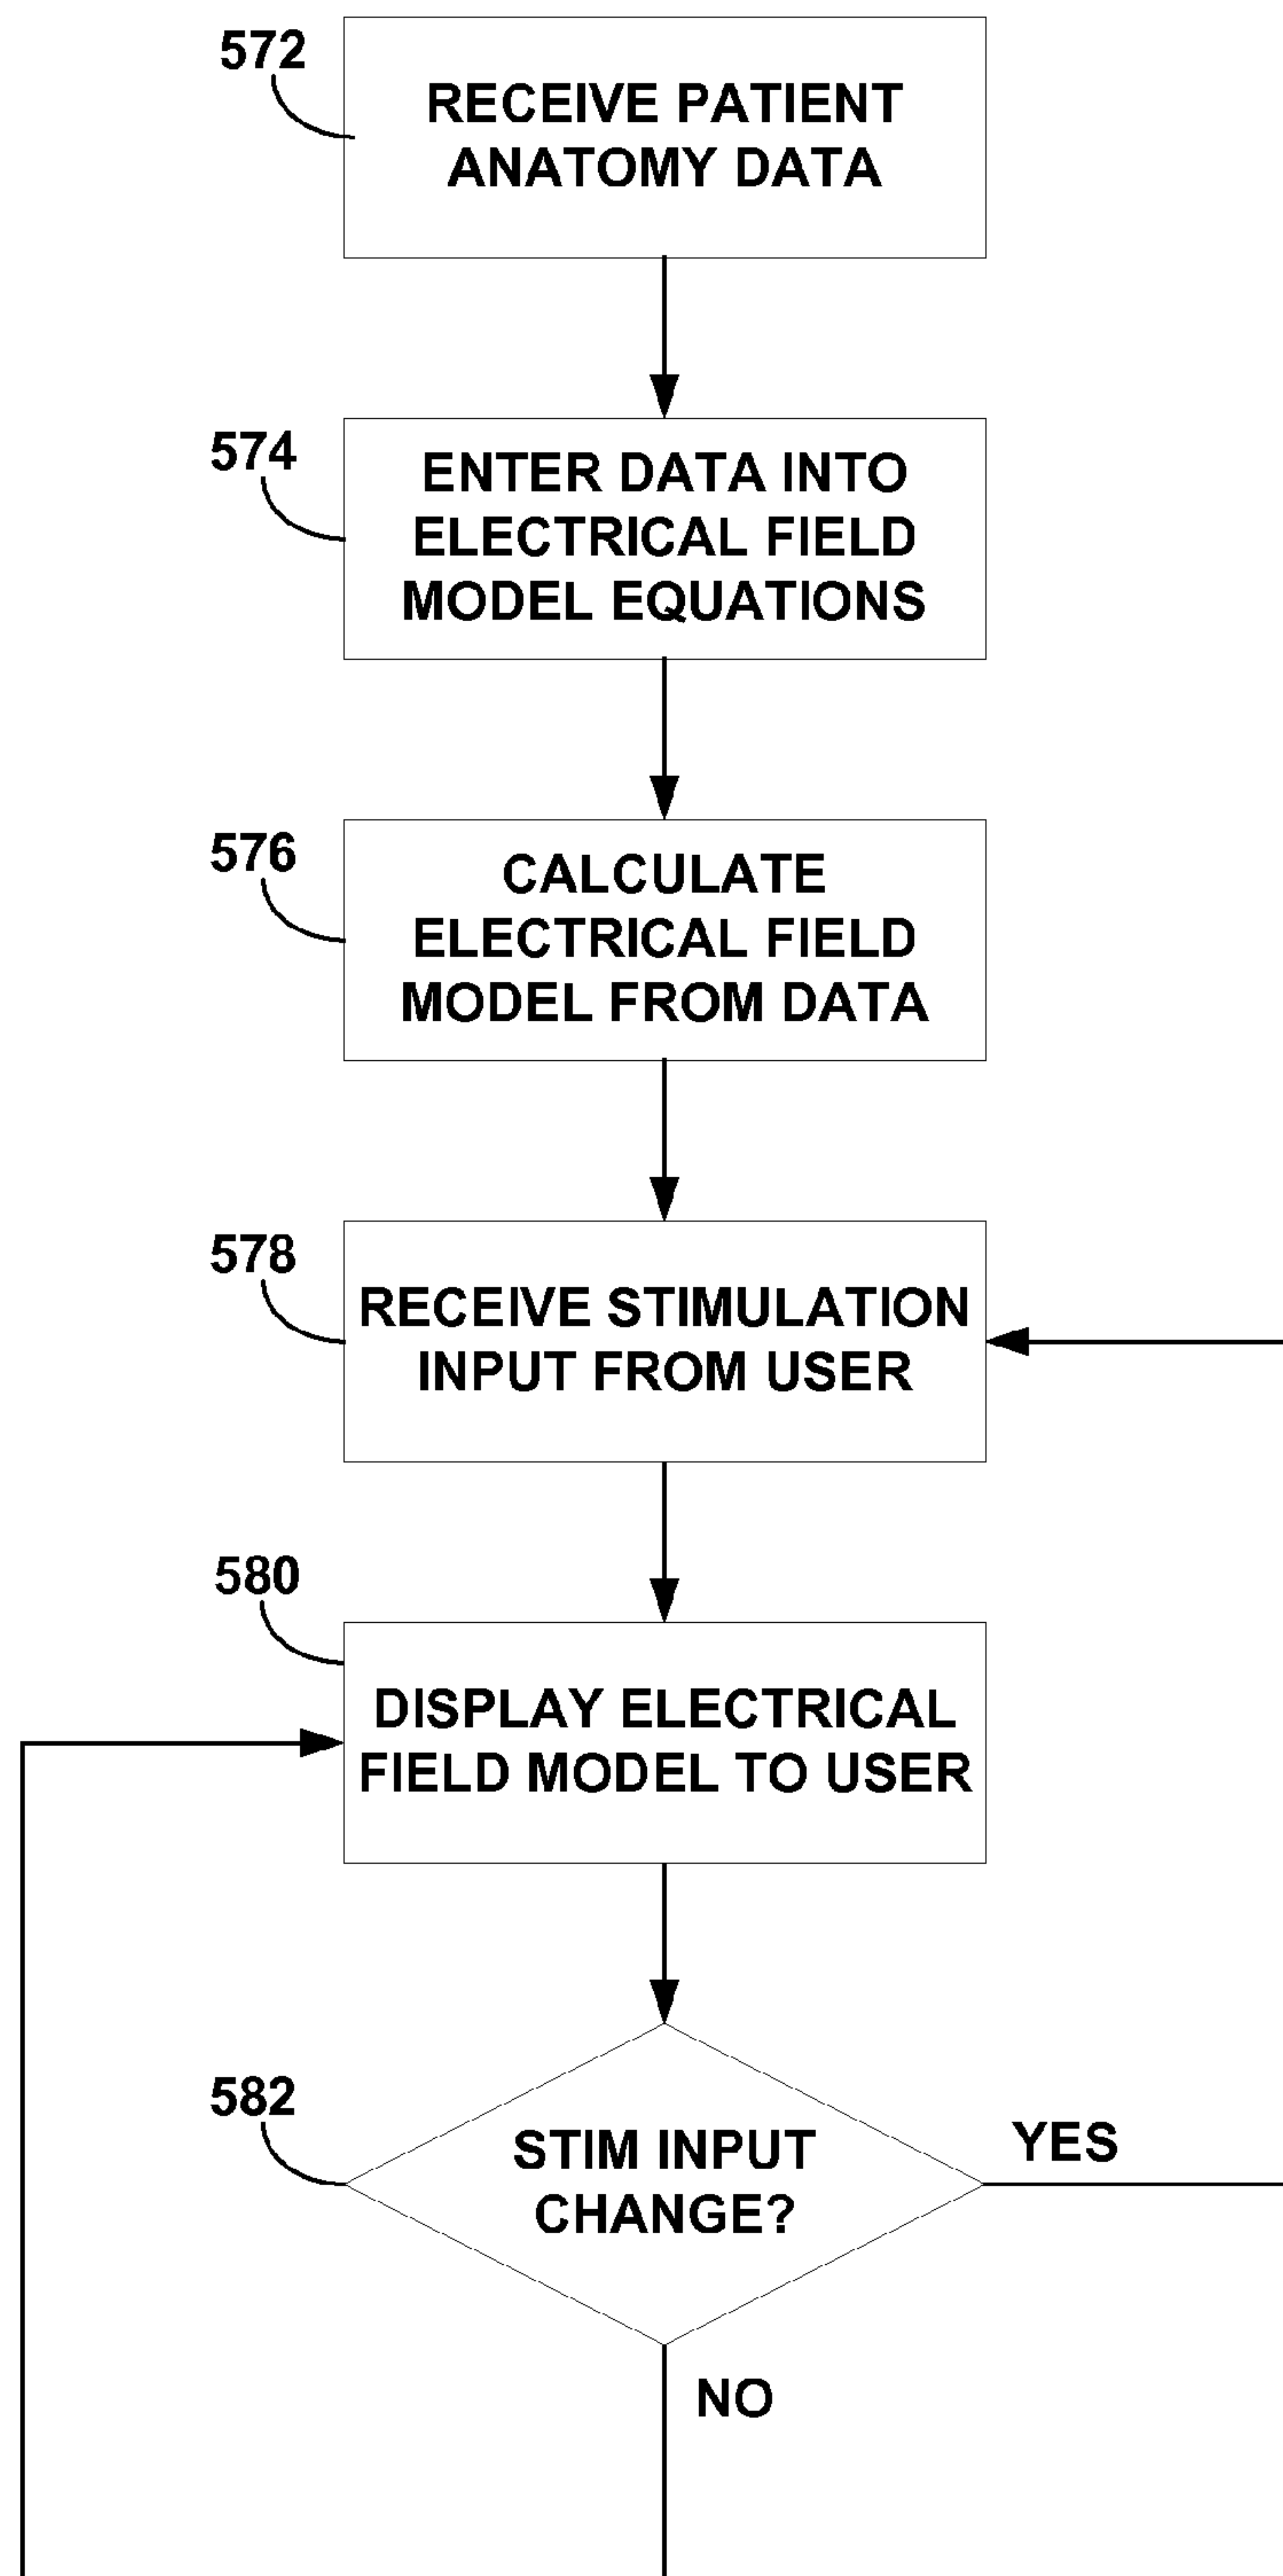 572
RECEIVE PATIENT
ANATOMY DATA
574
ENTER DATA INTO
ELECTRICAL FIELD
MODEL EQUATIONS
576
CALCULATE
ELECTRICAL FIELD
MODEL FROM DATA
578
RECEIVE STIMULATION
INPUT FROM USER
580
DISPLAY ELECTRICAL
FIELD MODEL TO USER
582
STIM INPUT
CHANGE?
YES
NO